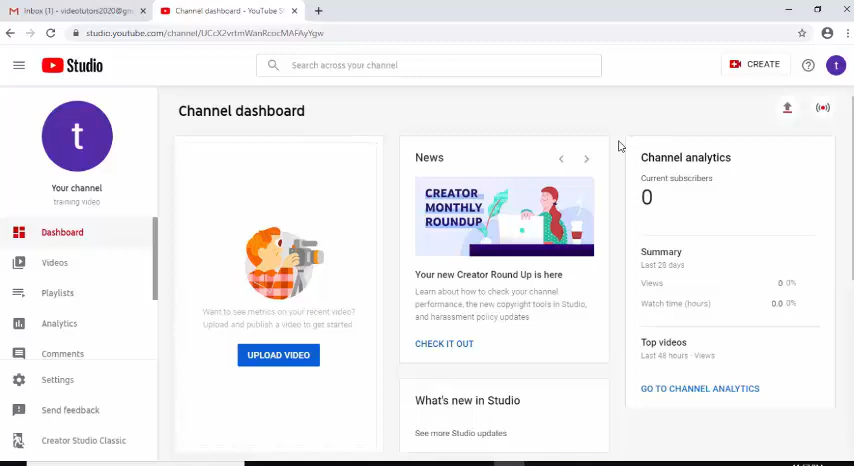 Inbox (1) - videotutors2020@gm
Channel dashboard - YouTube St
studio.youtube.com/channel/UCcX2vrtmWanRcocMAFAyYgw
Studio
Search across your channel
CREATE
t
t
Your channel
training video
Dashboard
Videos
Playlists
Analytics
Comments
Settings
Send feedback
Creator Studio Classic
Channel dashboard
Want to see metrics on your recent video?
Upload and publish a video to get started
UPLOAD VIDEO
News
CREATOR
MONTHLY
ROUNDUP
Your new Creator Round Up is here
Learn about how to check your channel
performance, the new copyright tools in Studio,
and harassment policy updates
CHECK IT OUT
What's new in Studio
See more Studio updates
Channel analytics
Current subscribers
0
Summary
Last 28 days
Views 0 0%
Watch time (hours) 0.0 0%
Top videos
Last 48 hours · Views
GO TO CHANNEL ANALYTICS